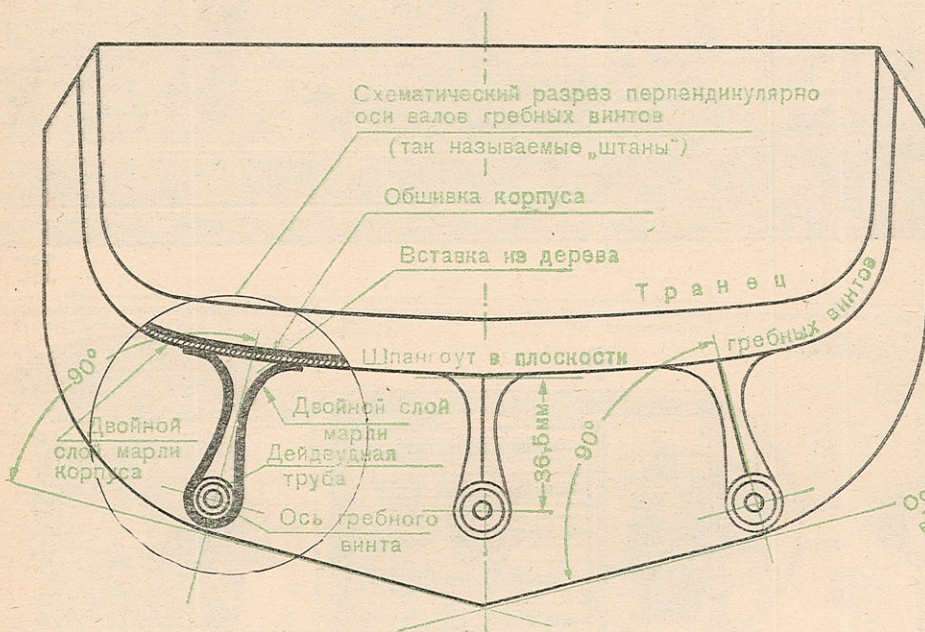 Схематический разрез перпендикулярно
оси валов гребных винтов
(так называемые „штаны")
Обшивка корпуса
Вставка из дерева
Транец
Шпангоут в плоскости гребных винтов
90°
Двойной
слой марли
корпуса
Двойной слой
марли
Дейдвудная
труба
Ось гребного
винта
36,5мм
90°